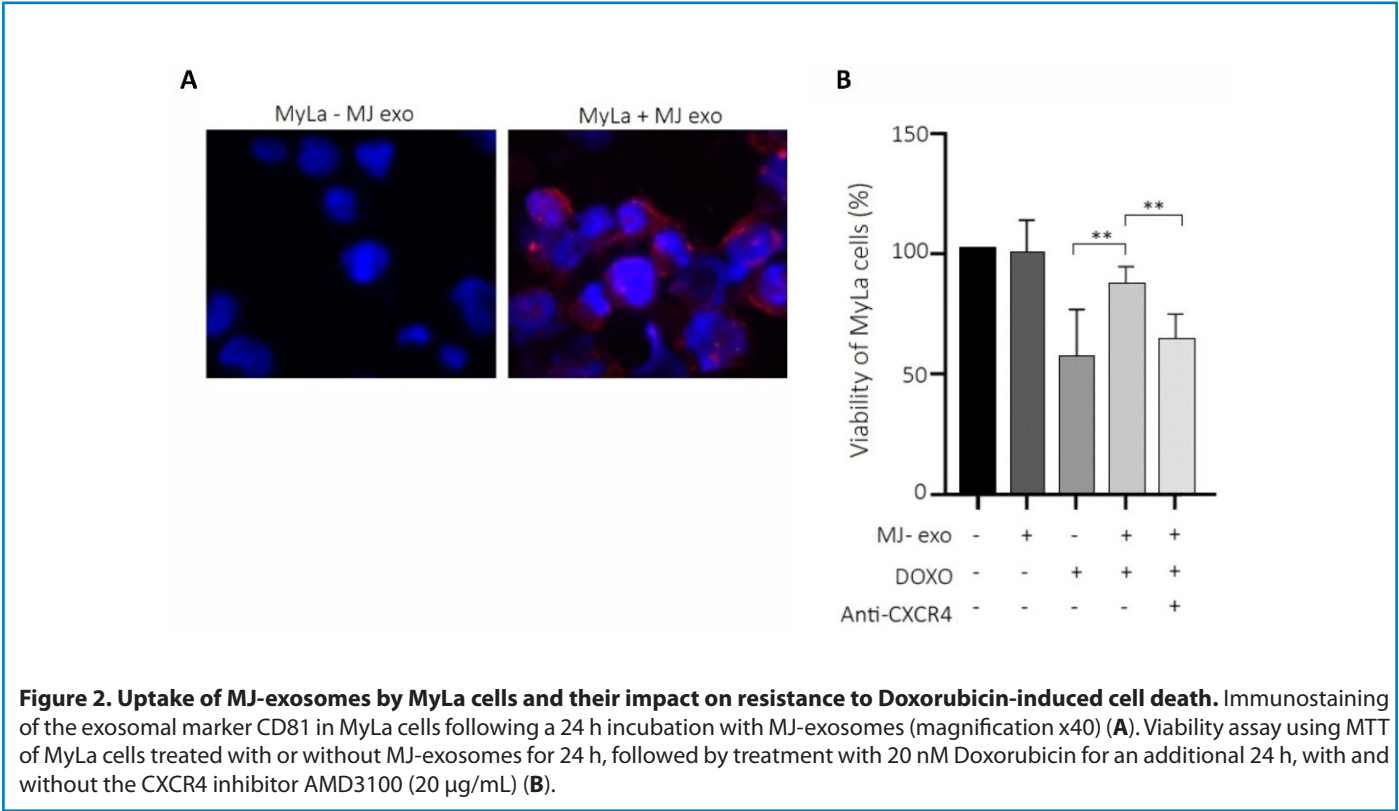 A
B
MyLa - MJ exo
MyLa + MJ exo
Viability of MyLa cells (%)
150
100
50
0
**
**
MJ- exo - + - + +
DOXO - - + + +
Anti-CXCR4 - - - - +
Figure 2. Uptake of MJ-exosomes by MyLa cells and their impact on resistance to Doxorubicin-induced cell death. Immunostaining
of the exosomal marker CD81 in MyLa cells following a 24 h incubation with MJ-exosomes (magnification x40) (A). Viability assay using MTT
of MyLa cells treated with or without MJ-exosomes for 24 h, followed by treatment with 20 nM Doxorubicin for an additional 24 h, with and
without the CXCR4 inhibitor AMD3100 (20 µg/mL) (B).